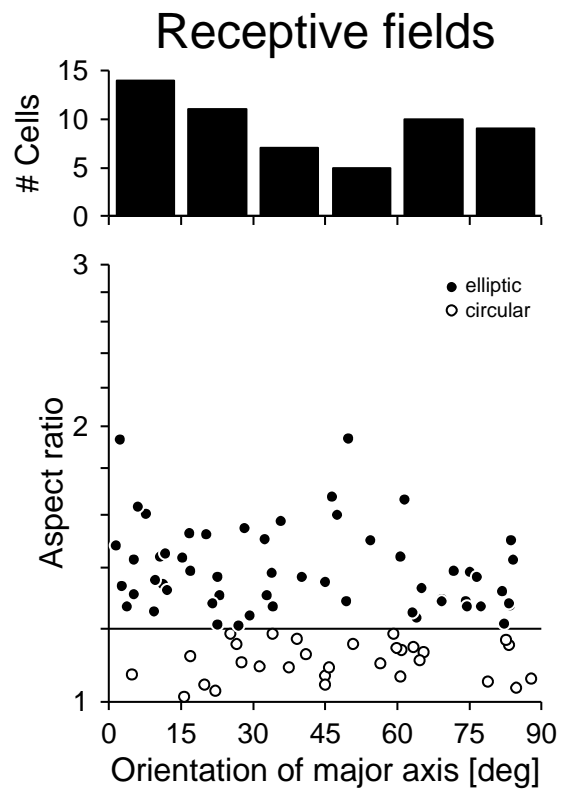 Receptive fields
15
10
5
0
# Cells
3
2
1
Aspect ratio
elliptic
circular
0 15 30 45 60 75 90
Orientation of major axis [deg]